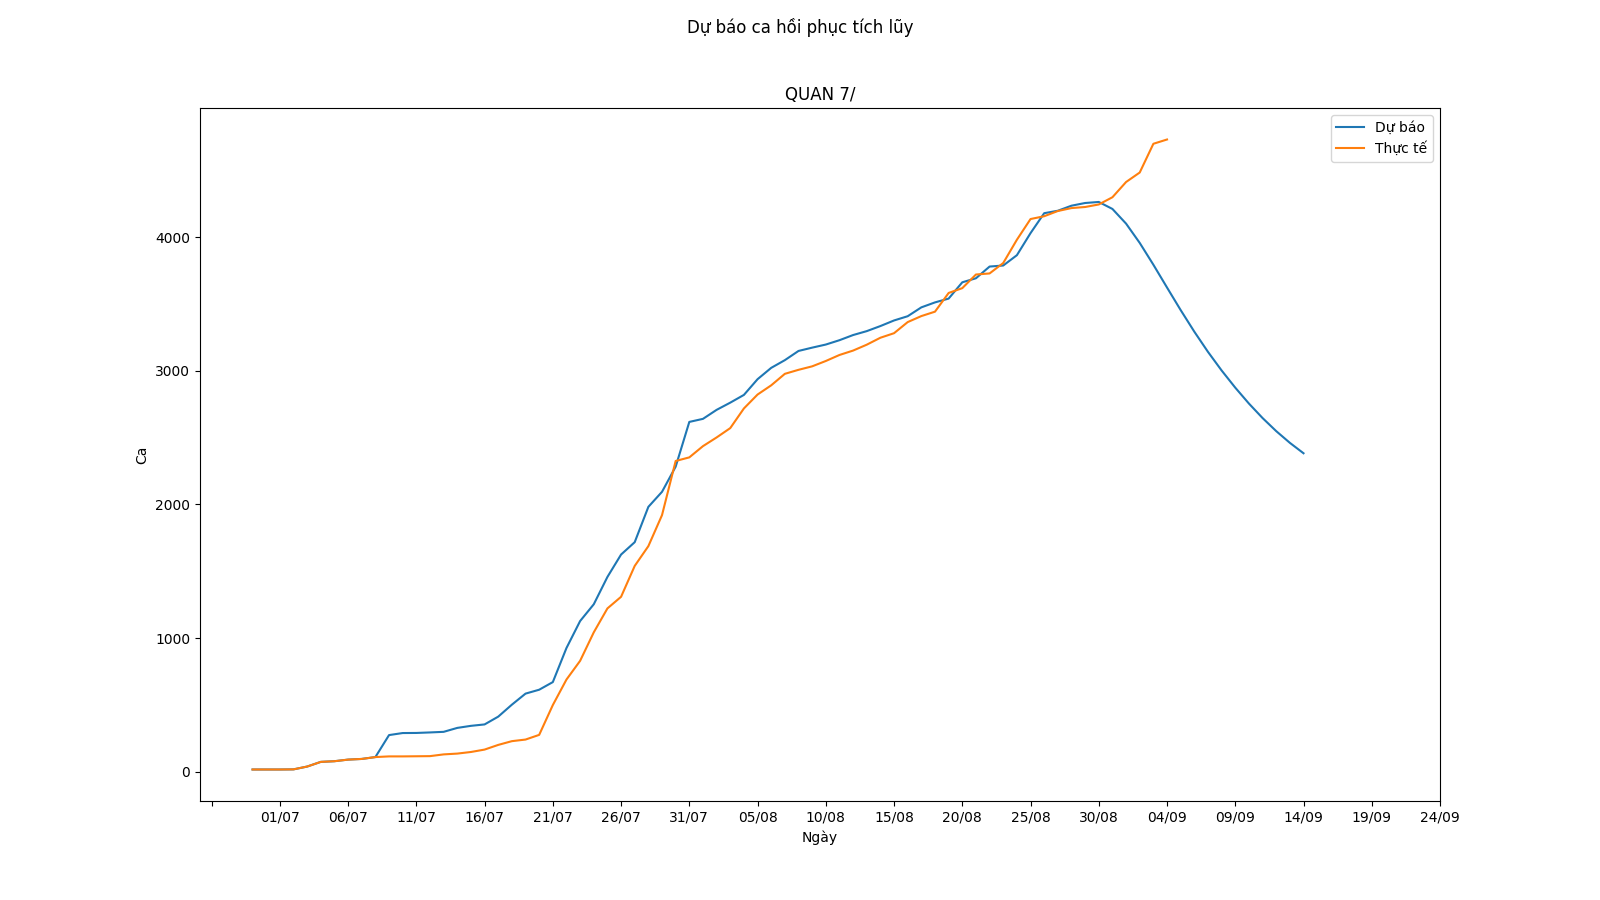 Dự báo ca hồi phục tích lũy
QUAN 7/
Dự báo
Thực tế
4000
3000
2000
1000
0
Ca
01/07 06/07 11/07 16/07 21/07 26/07 31/07 05/08 10/08 15/08 20/08 25/08 30/08 04/09 09/09 14/09 19/09 24/09
Ngày